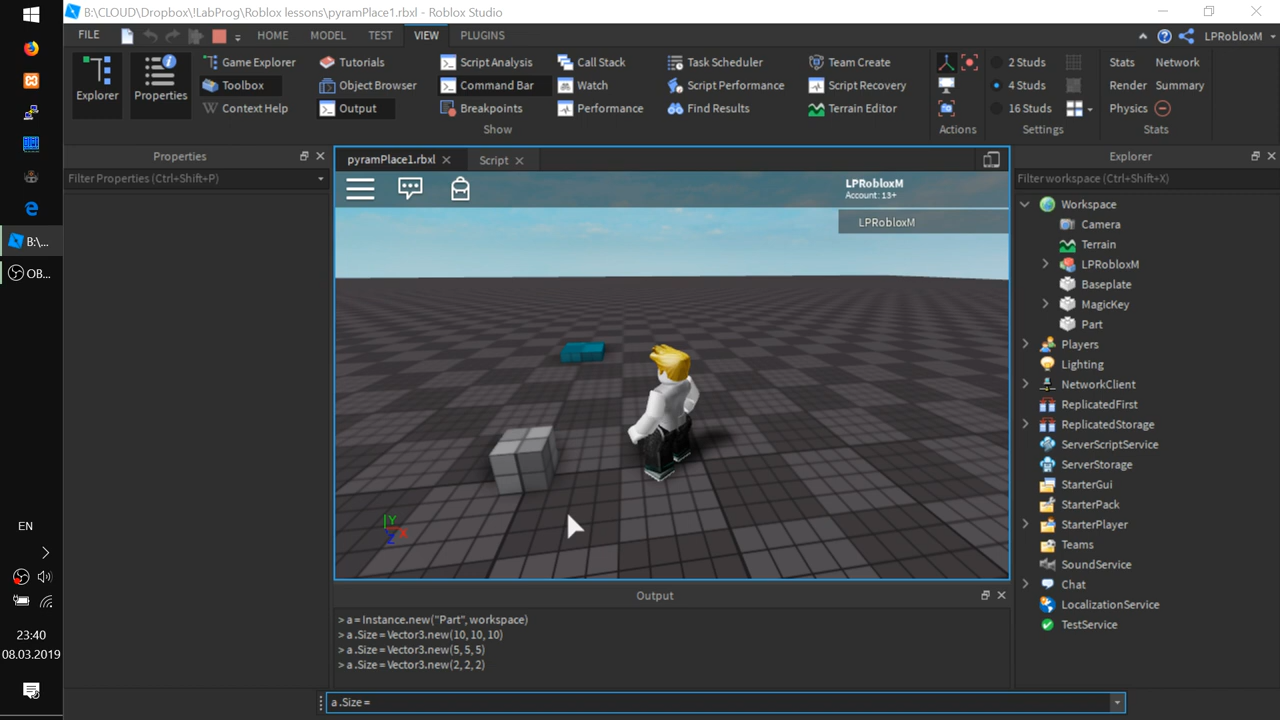 B:\CLOUD\Dropbox\!LabProg\Roblox lessons\pyramPlace1.rbxl - Roblox Studio
FILE HOME MODEL TEST VIEW PLUGINS LPRobloxM
Explorer
Properties
Game Explorer
Toolbox
Context Help
Tutorials
Object Browser
Output
Script Analysis
Command Bar
Breakpoints
Call Stack
Watch
Performance
Task Scheduler
Script Performance
Find Results
Team Create
Script Recovery
Terrain Editor
Show
Actions
2 Studs
4 Studs
16 Studs
Settings
Stats Network
Render Summary
Physics
Stats
Properties
Filter Properties (Ctrl+Shift+P)
pyramPlace1.rbxl
Script
LPRobloxM
Account: 13+
LPRobloxM
Y
X
Z
Output
> a = Instance.new("Part", workspace)
> a .Size = Vector3.new(10, 10, 10)
> a .Size = Vector3.new(5, 5, 5)
> a .Size = Vector3.new(2, 2, 2)
a .Size =
Explorer
Filter workspace (Ctrl+Shift+X)
Workspace
Camera
Terrain
LPRobloxM
Baseplate
MagicKey
Part
Players
Lighting
NetworkClient
ReplicatedFirst
ReplicatedStorage
ServerScriptService
ServerStorage
StarterGui
StarterPack
StarterPlayer
Teams
SoundService
Chat
LocalizationService
TestService
B:\...
OB...
EN
23:40
08.03.2019